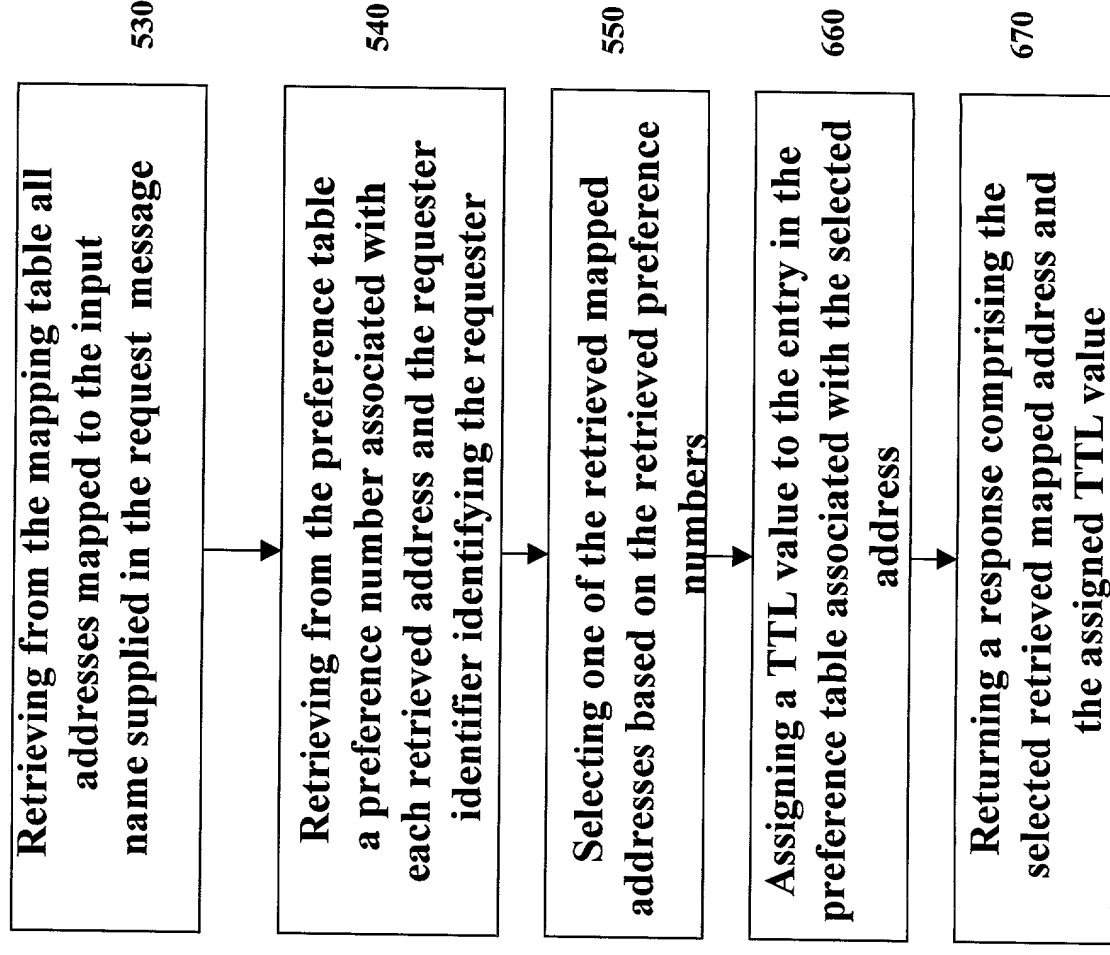 530
Retrieving from the mapping table all
addresses mapped to the input
name supplied in the request message
540
Retrieving from the preference table
a preference number associated with
each retrieved address and the requester
identifier identifying the requester
550
Selecting one of the retrieved mapped
addresses based on the retrieved preference
numbers
660
Assigning a TTL value to the entry in the
preference table associated with the selected
address
670
Returning a response comprising the
selected retrieved mapped address and
the assigned TTL value